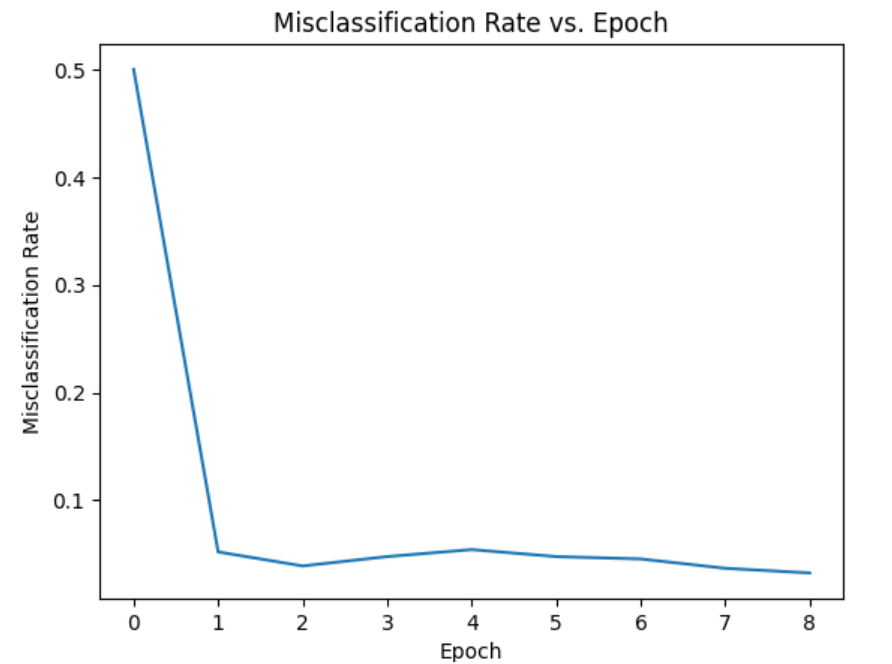 Misclassification Rate vs. Epoch
0.5
0.4
0.3
0.2
0.1
Misclassification Rate
0 1 2 3 4 5 6 7 8
Epoch